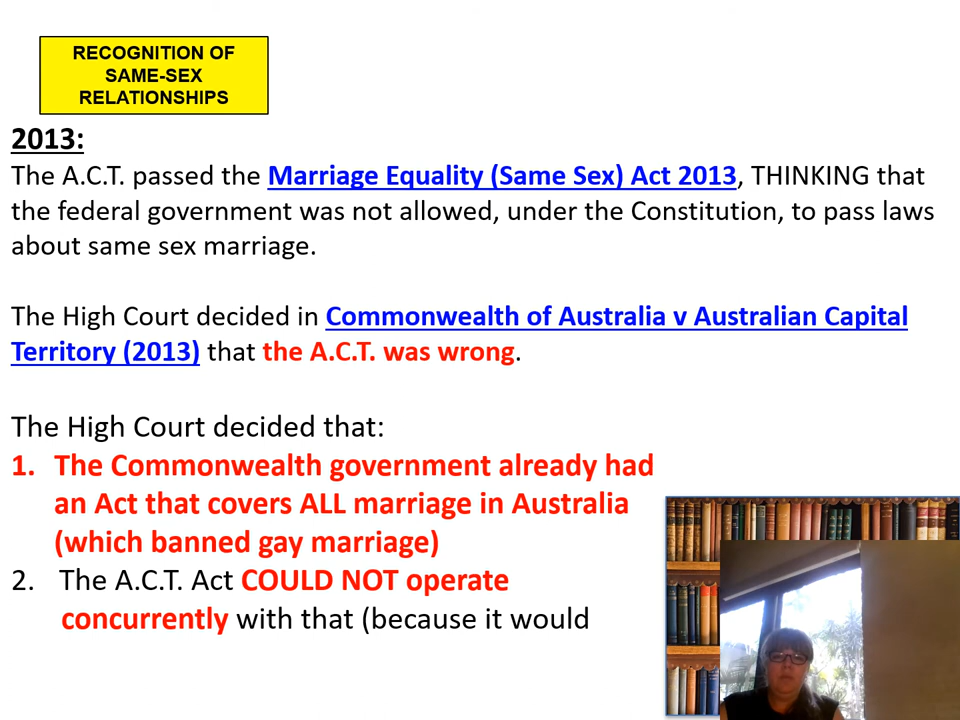 RECOGNITION OF
SAME-SEX
RELATIONSHIPS
2013:
The A.C.T. passed the Marriage Equality (Same Sex) Act 2013, THINKING that
the federal government was not allowed, under the Constitution, to pass laws
about same sex marriage.
The High Court decided in Commonwealth of Australia v Australian Capital
Territory (2013) that the A.C.T. was wrong.
The High Court decided that:
1. The Commonwealth government already had
an Act that covers ALL marriage in Australia
(which banned gay marriage)
2. The A.C.T. Act COULD NOT operate
concurrently with that (because it would